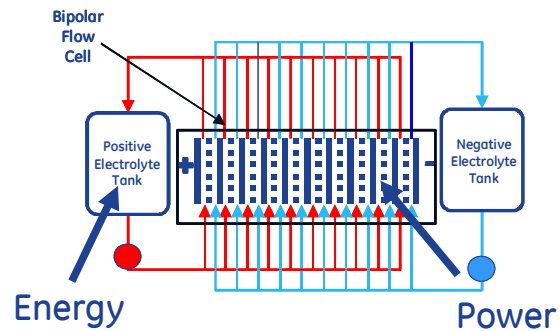 Bipolar
Flow
Cell
Positive
Electrolyte
Tank
+
-
Negative
Electrolyte
Tank
Energy
Power